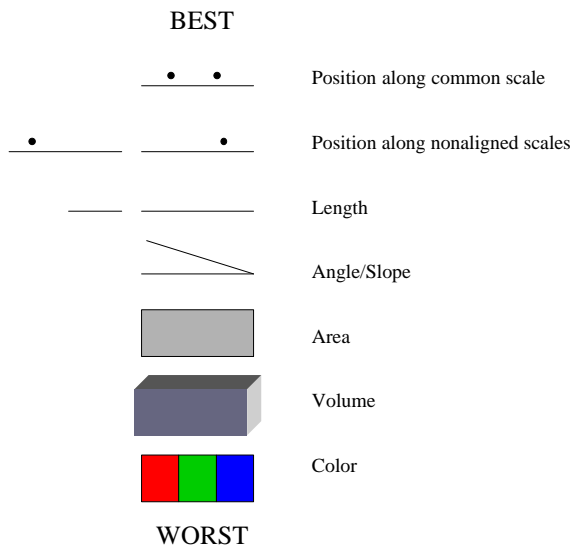 BEST
Position along common scale
Position along nonaligned scales
Length
Angle/Slope
Area
Volume
Color
WORST